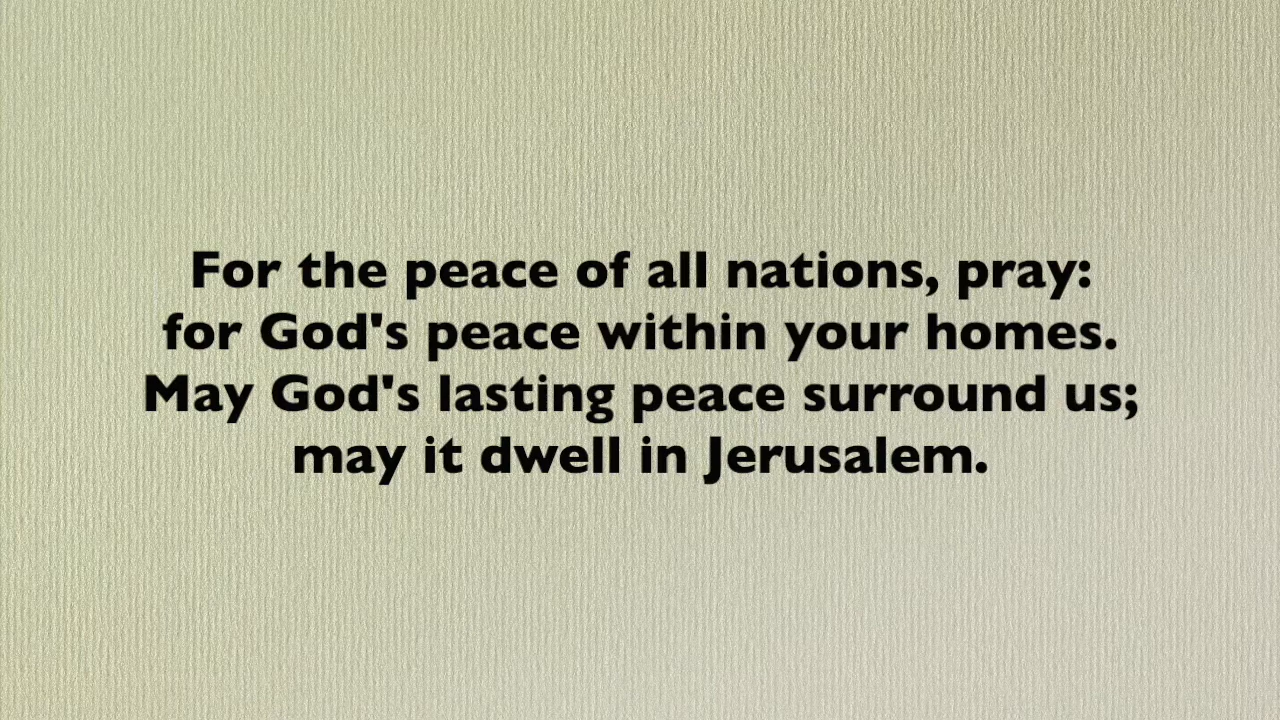 For the peace of all nations, pray:
for God's peace within your homes.
May God's lasting peace surround us;
may it dwell in Jerusalem.